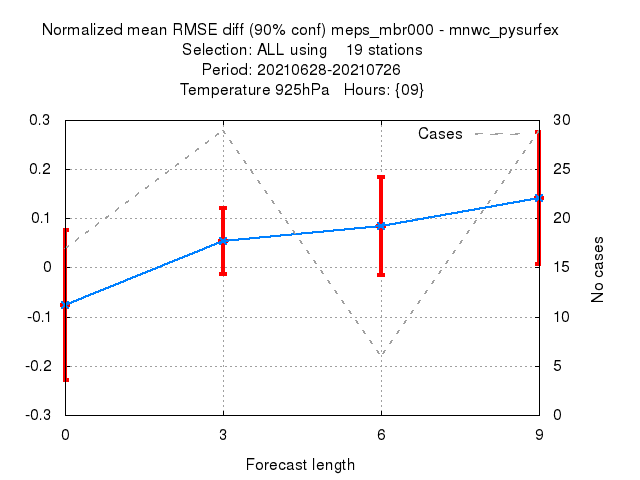 Normalized mean RMSE diff (90% conf) meps_mbr000 - mnwc_pysurfex
Selection: ALL using    19 stations
Period: 20210628-20210726
Temperature 925hPa   Hours: {09}
Cases
0.3
0.2
0.1
0
-0.1
-0.2
-0.3
30
25
20
15
10
5
0
No cases
0 3 6 9
Forecast length